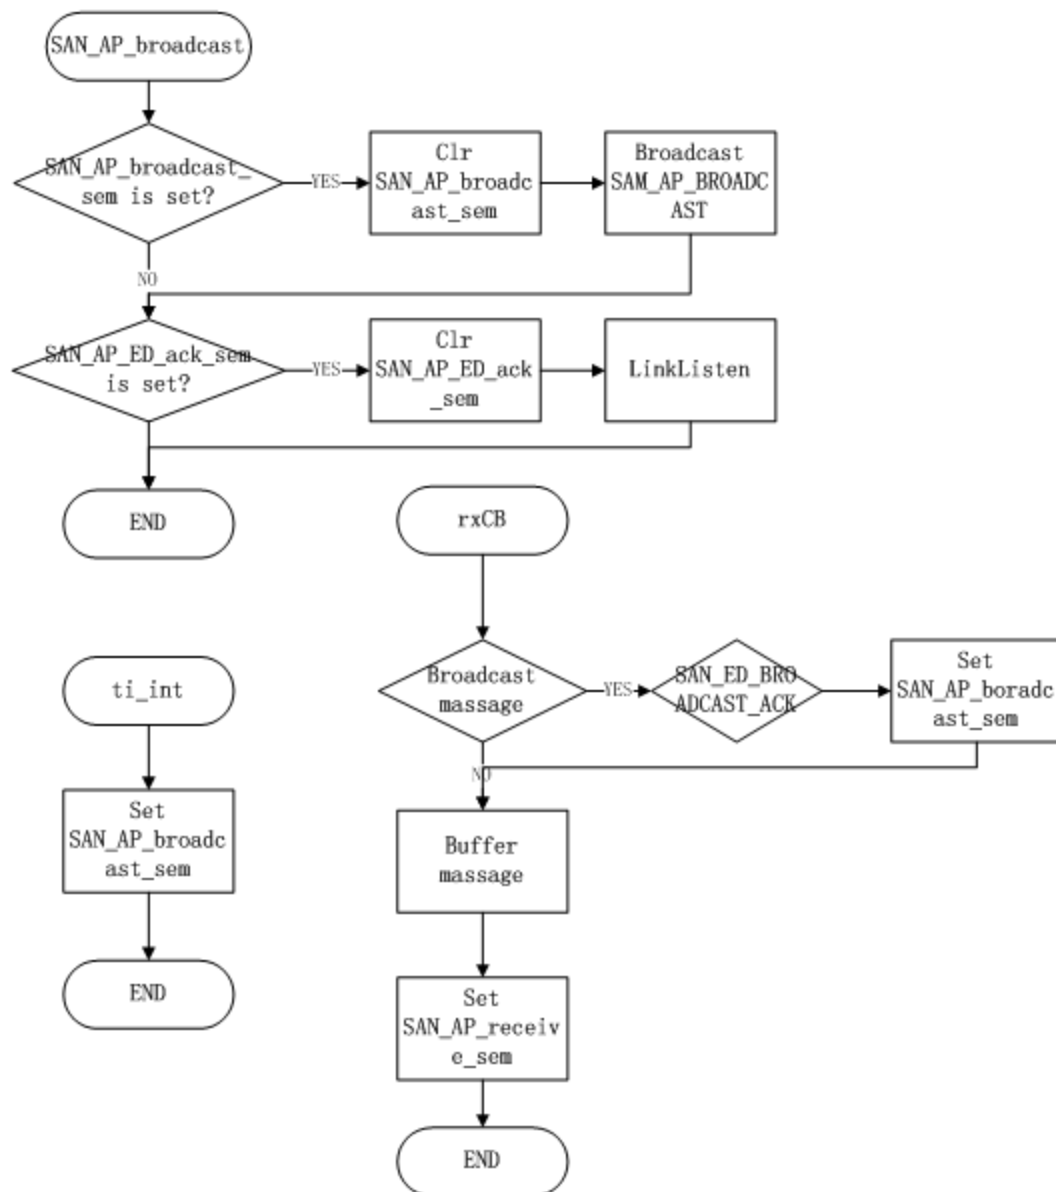 SAN_AP_broadcast
SAN_AP_broadcast_
sem is set?
YES
Clr
SAN_AP_broadc
ast_sem
Broadcast
SAM_AP_BROADC
AST
NO
SAN_AP_ED_ack_sem
is set?
YES
Clr
SAN_AP_ED_ack
_sem
LinkListen
END
rxCB
Broadcast
massage
YES
SAN_ED_BRO
ADCAST_ACK
Set
SAN_AP_boradc
ast_sem
NO
Buffer
massage
Set
SAN_AP_receiv
e_sem
END
ti_int
Set
SAN_AP_broadc
ast_sem
END